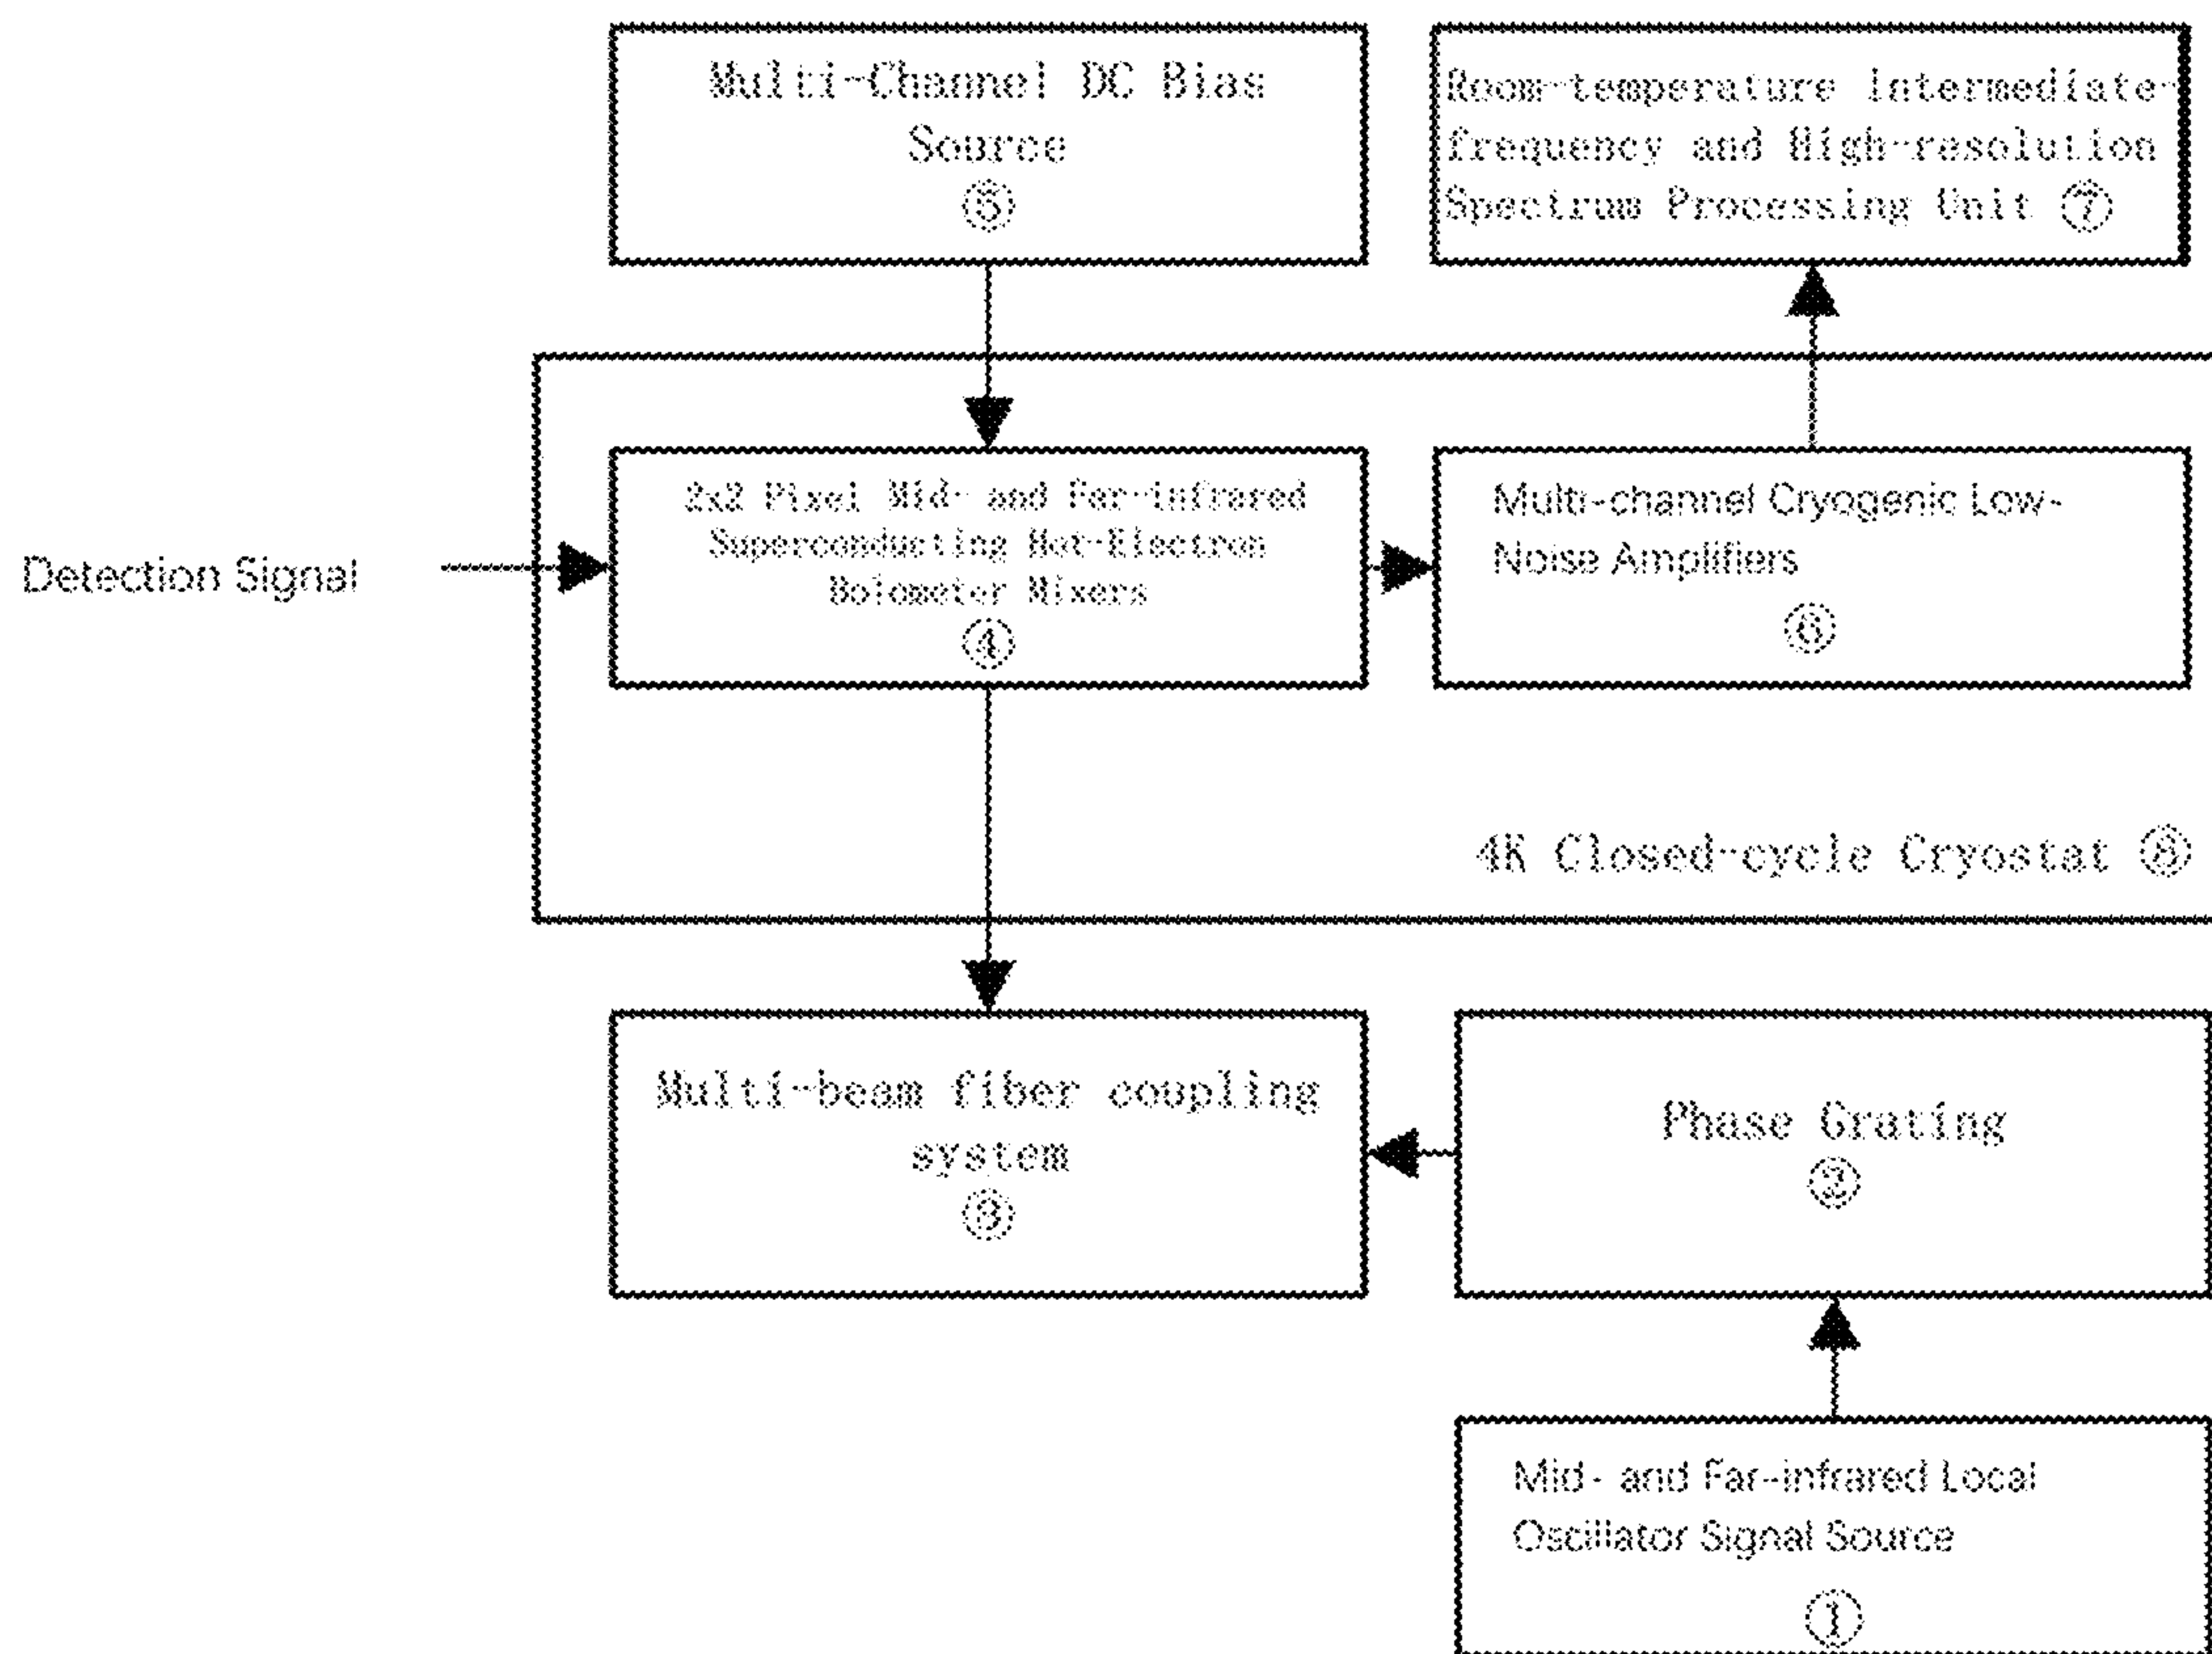 Multi-Channel DC Bias
Source
⑤
Room-temperature Intermediate-
frequency and High-resolution
Spectrum Processing Unit ⑦
Detection Signal
2x2 Pixel Mid- and Far-infrared
Superconducting Hot-Electron
Bolometer Mixers
④
Multi-channel Cryogenic Low-
Noise Amplifiers
⑥
4K Closed-cycle Cryostat ⑧
Multi-beam fiber coupling
system
③
Phase Grating
②
Mid- and Far-infrared Local
Oscillator Signal Source
①